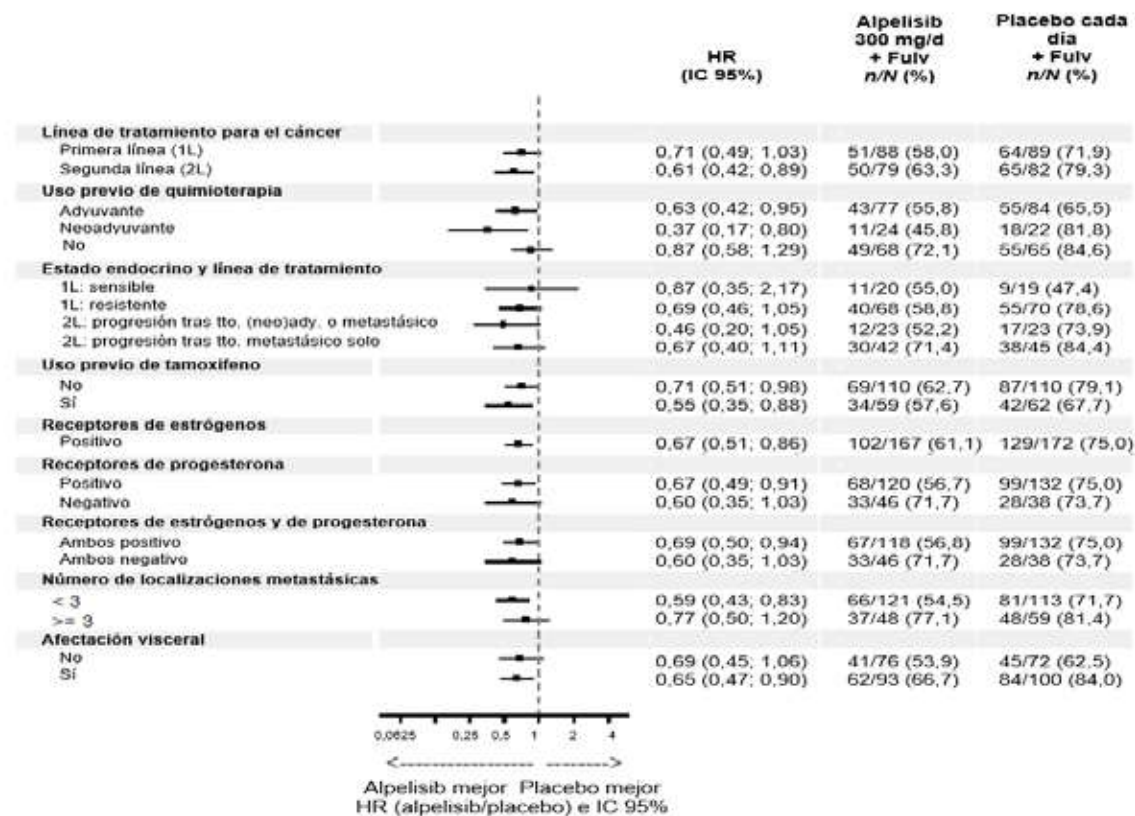 HR
(IC 95%)
Alpelisib
300 mg/d
+ Fulv
n/N (%)
Placebo cada
día
+ Fulv
n/N (%)
Línea de tratamiento para el cáncer
Primera línea (1L) 0,71 (0,49; 1,03) 51/88 (58,0) 64/89 (71,9)
Segunda línea (2L) 0,61 (0,42; 0,89) 50/79 (63,3) 65/82 (79,3)
Uso previo de quimioterapia
Adyuvante 0,63 (0,42; 0,95) 43/77 (55,8) 55/84 (65,5)
Neoadyuvante 0,37 (0,17; 0,80) 11/24 (45,8) 18/22 (81,8)
No 0,87 (0,58; 1,29) 49/68 (72,1) 55/65 (84,6)
Estado endocrino y línea de tratamiento
1L: sensible 0,87 (0,35; 2,17) 11/20 (55,0) 9/19 (47,4)
1L: resistente 0,69 (0,46; 1,05) 40/68 (58,8) 55/70 (78,6)
2L: progresión tras tto. (neo)ady. o metastásico 0,46 (0,20; 1,05) 12/23 (52,2) 17/23 (73,9)
2L: progresión tras tto. metastásico solo 0,67 (0,40; 1,11) 30/42 (71,4) 38/45 (84,4)
Uso previo de tamoxifeno
No 0,71 (0,51; 0,98) 69/110 (62,7) 87/110 (79,1)
Sí 0,55 (0,35; 0,88) 34/59 (57,6) 42/62 (67,7)
Receptores de estrógenos
Positivo 0,67 (0,51; 0,86) 102/167 (61,1) 129/172 (75,0)
Receptores de progesterona
Positivo 0,67 (0,49; 0,91) 68/120 (56,7) 99/132 (75,0)
Negativo 0,60 (0,35; 1,03) 33/46 (71,7) 28/38 (73,7)
Receptores de estrógenos y de progesterona
Ambos positivo 0,69 (0,50; 0,94) 67/118 (56,8) 99/132 (75,0)
Ambos negativo 0,60 (0,35; 1,03) 33/46 (71,7) 28/38 (73,7)
Número de localizaciones metastásicas
< 3 0,59 (0,43; 0,83) 66/121 (54,5) 81/113 (71,7)
>= 3 0,77 (0,50; 1,20) 37/48 (77,1) 48/59 (81,4)
Afectación visceral
No 0,69 (0,45; 1,06) 41/76 (53,9) 45/72 (62,5)
Sí 0,65 (0,47; 0,90) 62/93 (66,7) 84/100 (84,0)
0,0625 0,25 0,5 1 2 4
Alpelisib mejor Placebo mejor
HR (alpelisib/placebo) e IC 95%